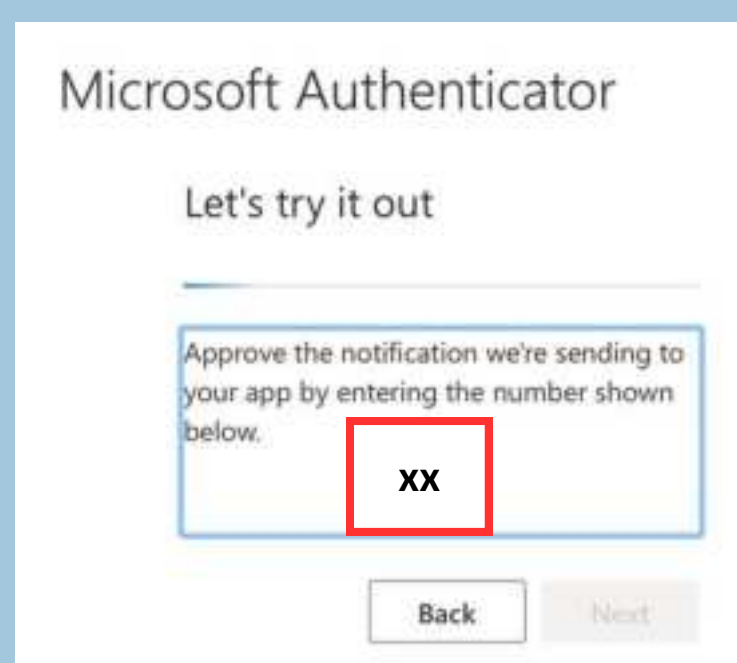 Microsoft Authenticator
Let's try it out
Approve the notification we're sending to
your app by entering the number shown
below.
XX
Back
Next